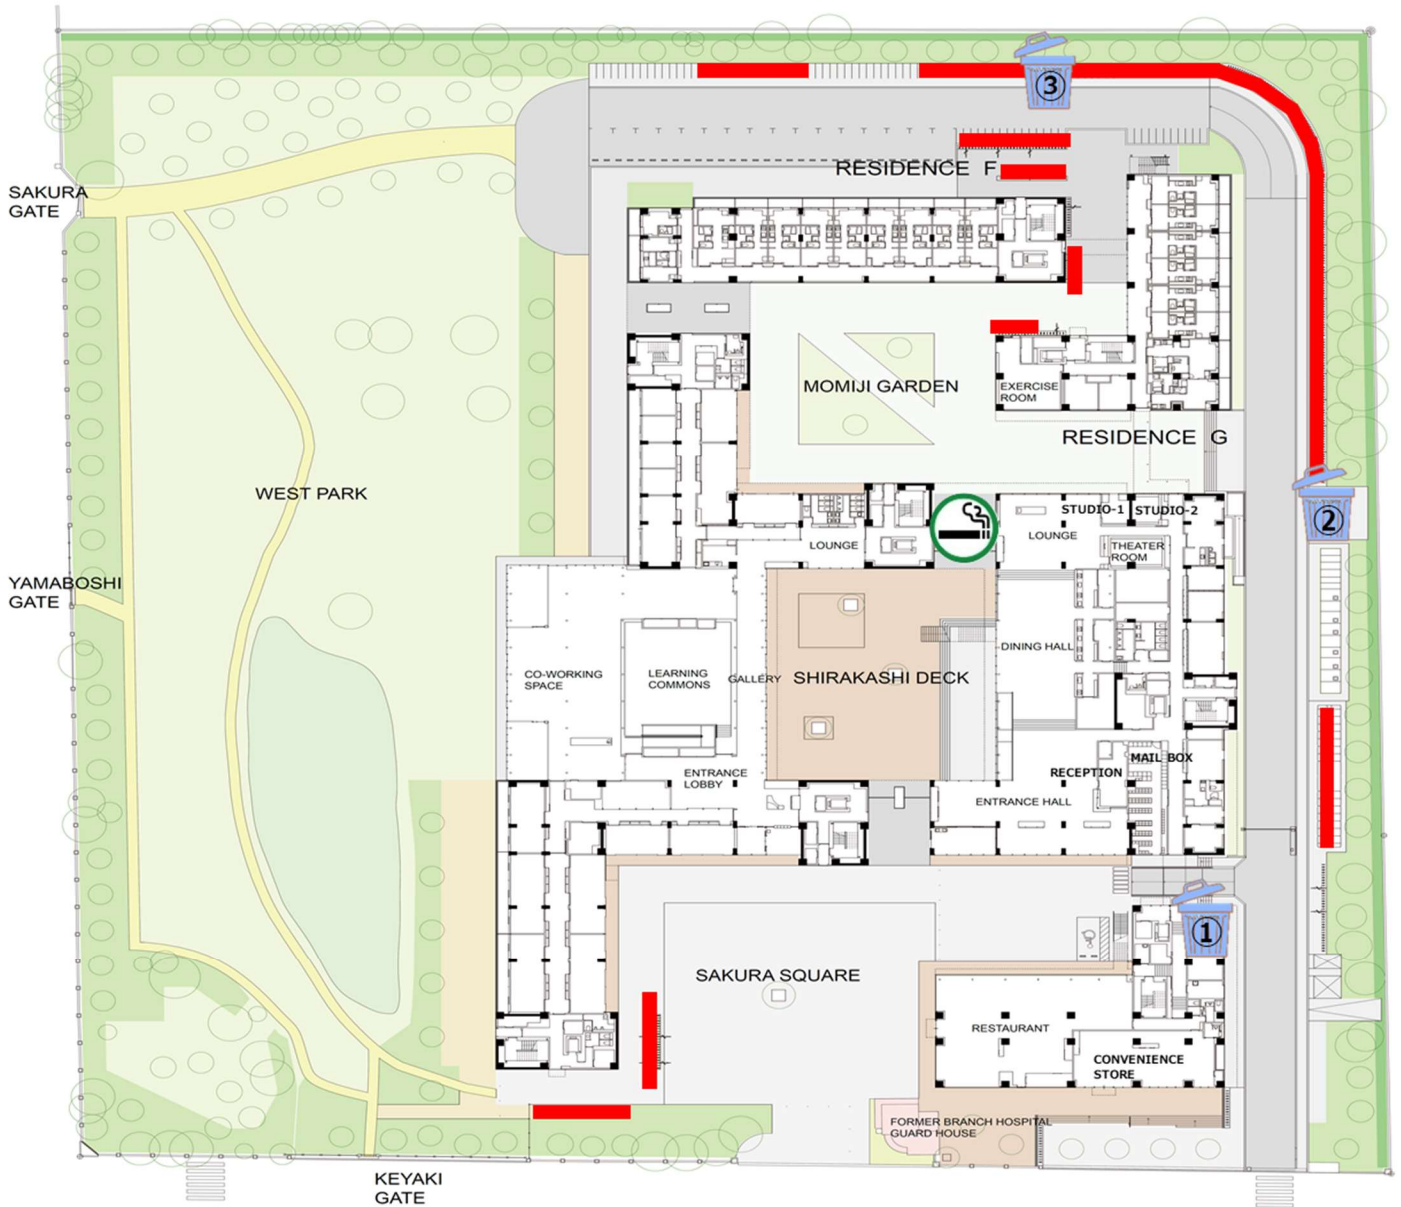 ③
RESIDENCE F
SAKURA
GATE
MOMIJI GARDEN
EXERCISE
ROOM
RESIDENCE G
WEST PARK
STUDIO-1
STUDIO-2
②
LOUNGE
LOUNGE
THEATER
ROOM
YAMABOSHI
GATE
DINING HALL
CO-WORKING
SPACE
LEARNING
COMMONS
GALLERY
SHIRAKASHI DECK
MAIL BOX
RECEPTION
ENTRANCE
LOBBY
ENTRANCE HALL
①
SAKURA SQUARE
RESTAURANT
CONVENIENCE
STORE
FORMER BRANCH HOSPITAL
GUARD HOUSE
KEYAKI
GATE